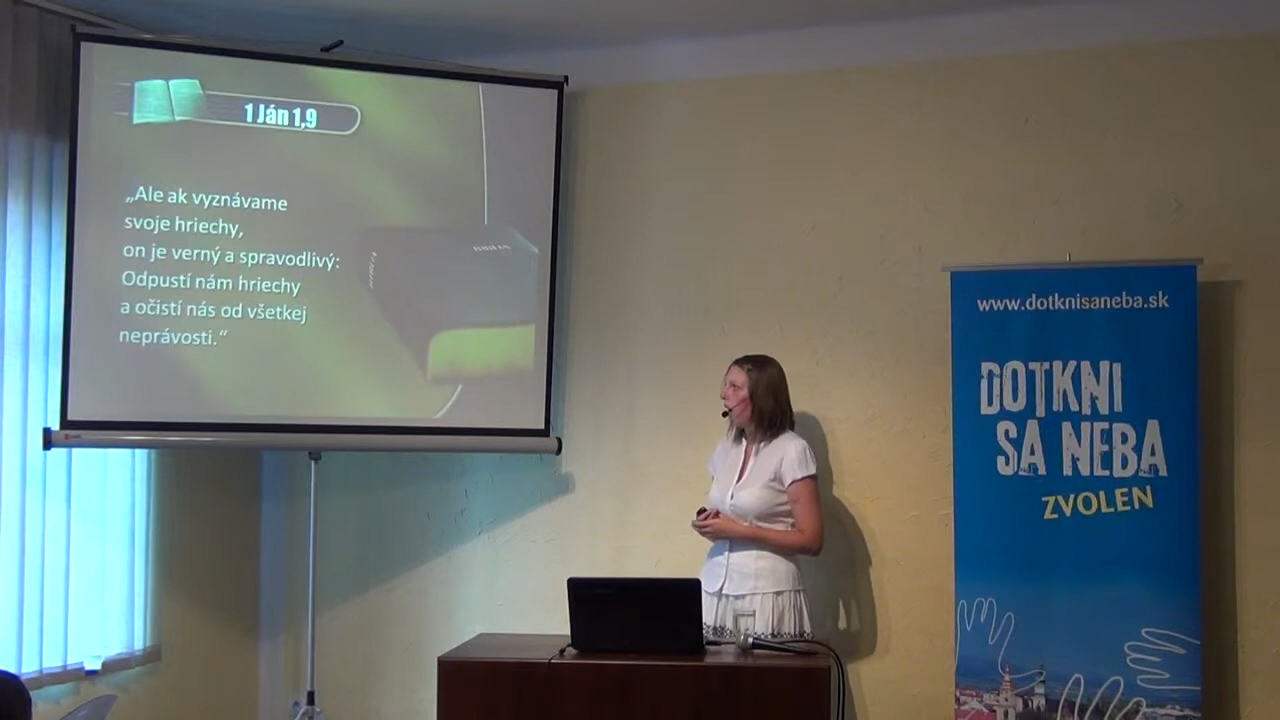 1 Ján 1,9
„Ale ak vyznávame
svoje hriechy,
on je verný a spravodlivý:
Odpustí nám hriechy
a očistí nás od všetkej
neprávosti.“
www.dotknisaneba.sk
DOTKNI
SA NEBA
ZVOLEN